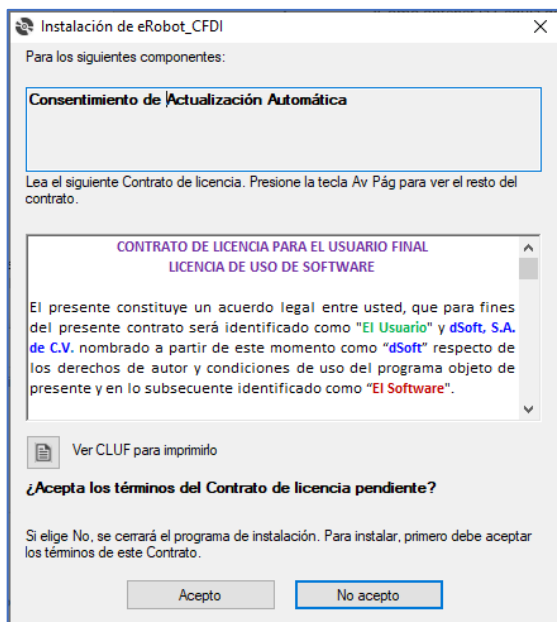 Instalación de eRobot_CFDI
Para los siguientes componentes:
Consentimiento de Actualización Automática
Lea el siguiente Contrato de licencia. Presione la tecla Av Pág para ver el resto del
contrato.
CONTRATO DE LICENCIA PARA EL USUARIO FINAL
LICENCIA DE USO DE SOFTWARE
El presente constituye un acuerdo legal entre usted, que para fines
del presente contrato será identificado como "El Usuario" y dSoft, S.A.
de C.V. nombrado a partir de este momento como “dSoft” respecto de
los derechos de autor y condiciones de uso del programa objeto de
presente y en lo subsecuente identificado como “El Software".
Ver CLUF para imprimirlo
¿Acepta los términos del Contrato de licencia pendiente?
Si elige No, se cerrará el programa de instalación. Para instalar, primero debe aceptar
los términos de este Contrato.
Acepto
No acepto